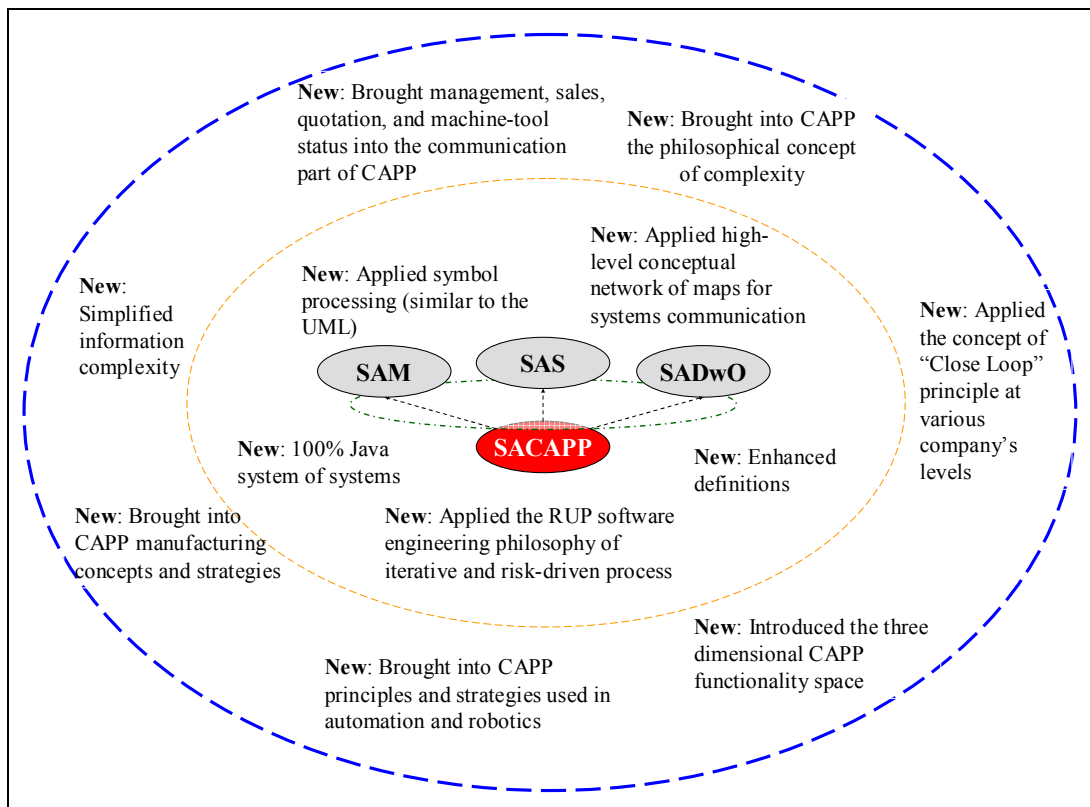 New: Brought management, sales,
quotation, and machine-tool
status into the communication
part of CAPP
New: Brought into CAPP
the philosophical concept
of complexity
New: Applied high-
level conceptual
network of maps for
systems communication
New: Applied symbol
processing (similar to the
UML)
New:
Simplified
information
complexity
New: Applied
the concept of
“Close Loop”
principle at
various
company’s
levels
SAM
SAS
SADwO
SACAPP
New: 100% Java
system of systems
New: Enhanced
definitions
New: Brought into
CAPP manufacturing
concepts and strategies
New: Applied the RUP software
engineering philosophy of
iterative and risk-driven process
New: Introduced the three
dimensional CAPP
functionality space
New: Brought into CAPP
principles and strategies used in
automation and robotics